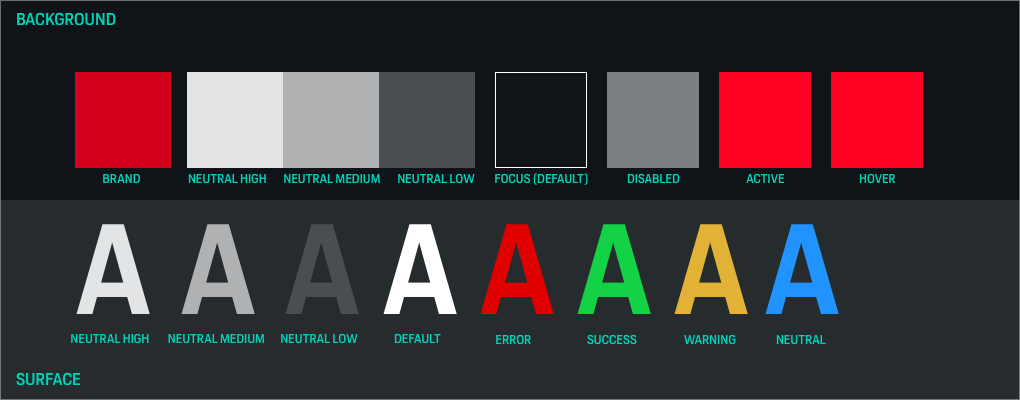 BACKGROUND
BRAND NEUTRAL HIGH NEUTRAL MEDIUM NEUTRAL LOW FOCUS (DEFAULT) DISABLED ACTIVE HOVER
A A A A A A A A
NEUTRAL HIGH NEUTRAL MEDIUM NEUTRAL LOW DEFAULT ERROR SUCCESS WARNING NEUTRAL
SURFACE